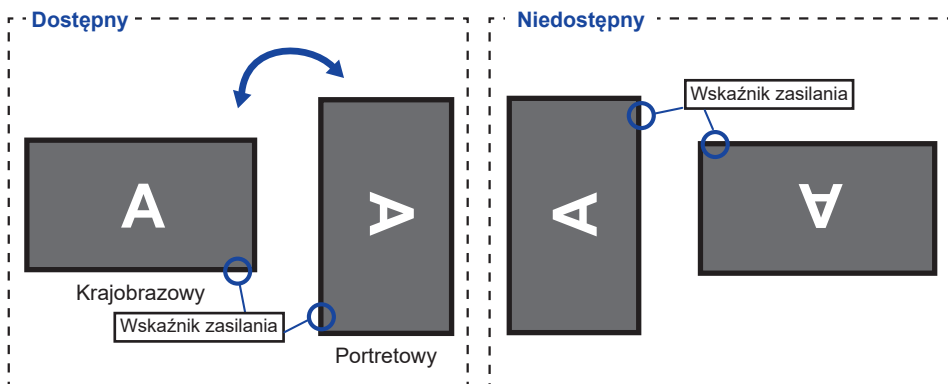 Dostępny
A
Krajobrazowy
A
Wskaźnik zasilania
Portretowy
Niedostępny
Wskaźnik zasilania
A
A